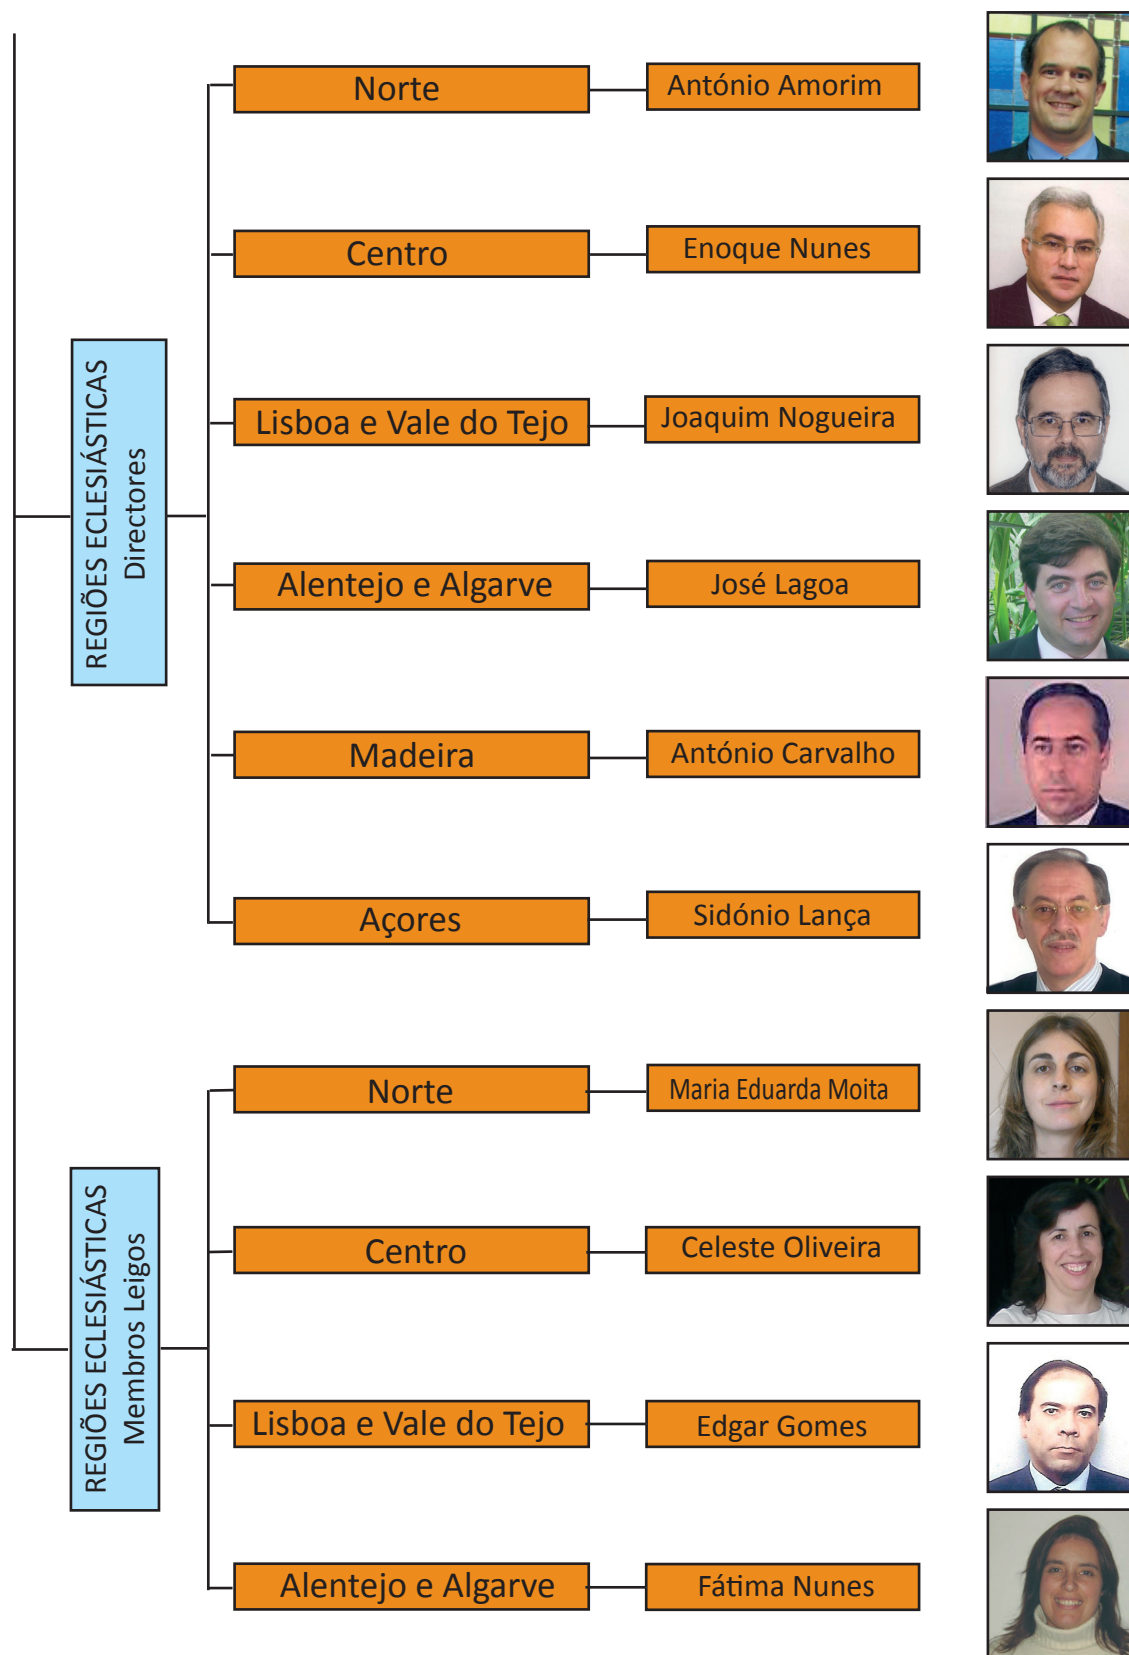 REGIÕES ECLESIÁSTICAS
Directores
Norte
António Amorim
Centro
Enoque Nunes
Lisboa e Vale do Tejo
Joaquim Nogueira
Alentejo e Algarve
José Lagoa
Madeira
António Carvalho
Açores
Sidónio Lança
REGIÕES ECLESIÁSTICAS
Membros Leigos
Norte
Maria Eduarda Moita
Centro
Celeste Oliveira
Lisboa e Vale do Tejo
Edgar Gomes
Alentejo e Algarve
Fátima Nunes